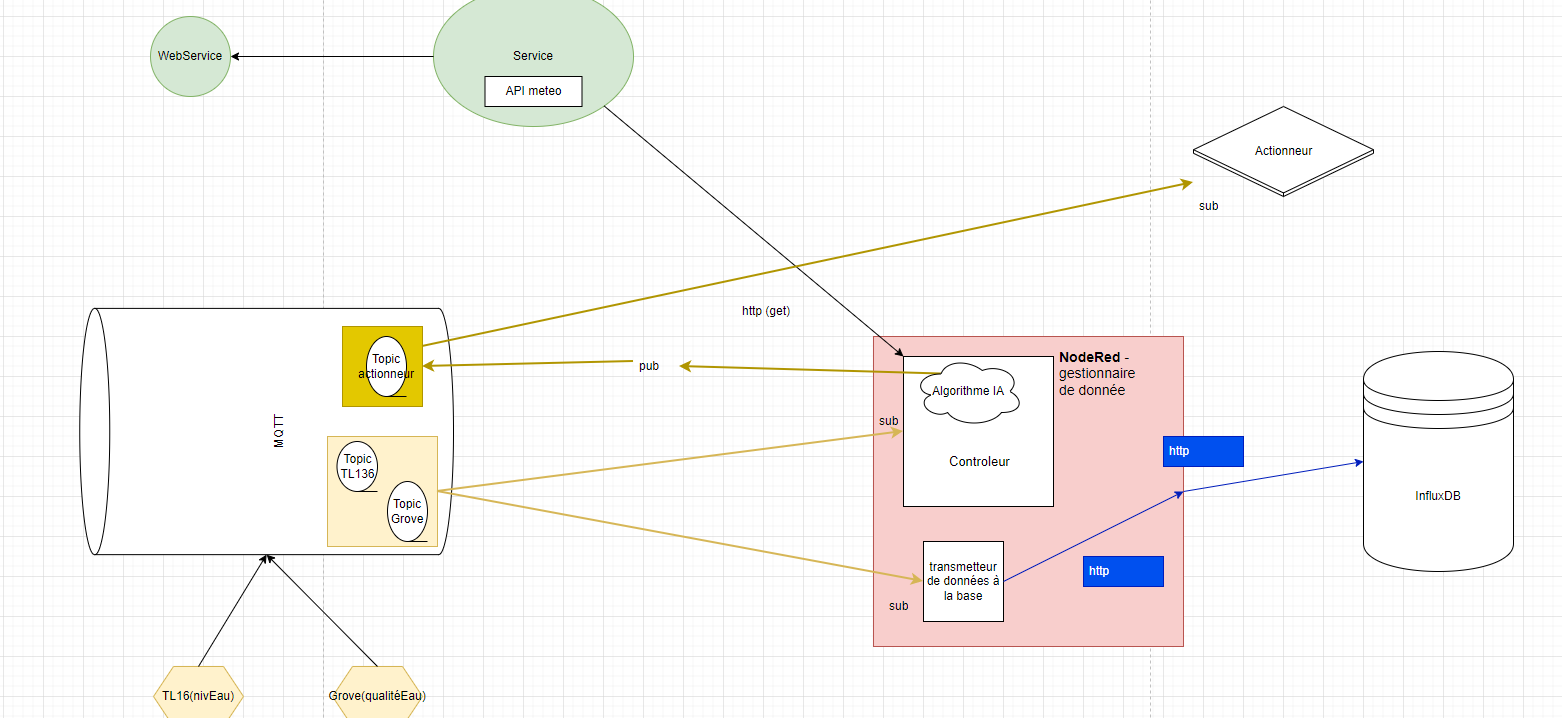 WebService
Service
API meteo
Actionneur
sub
http (get)
Topic
actionneur
pub
NodeRed -
gestionnaire
de donnée
Algorithme IA
sub
MQTT
Controleur
http
Topic
TL136
InfluxDB
Topic
Grove
transmetteur
de données à
la base
http
sub
TL16(nivEau)
Grove(qualitéEau)